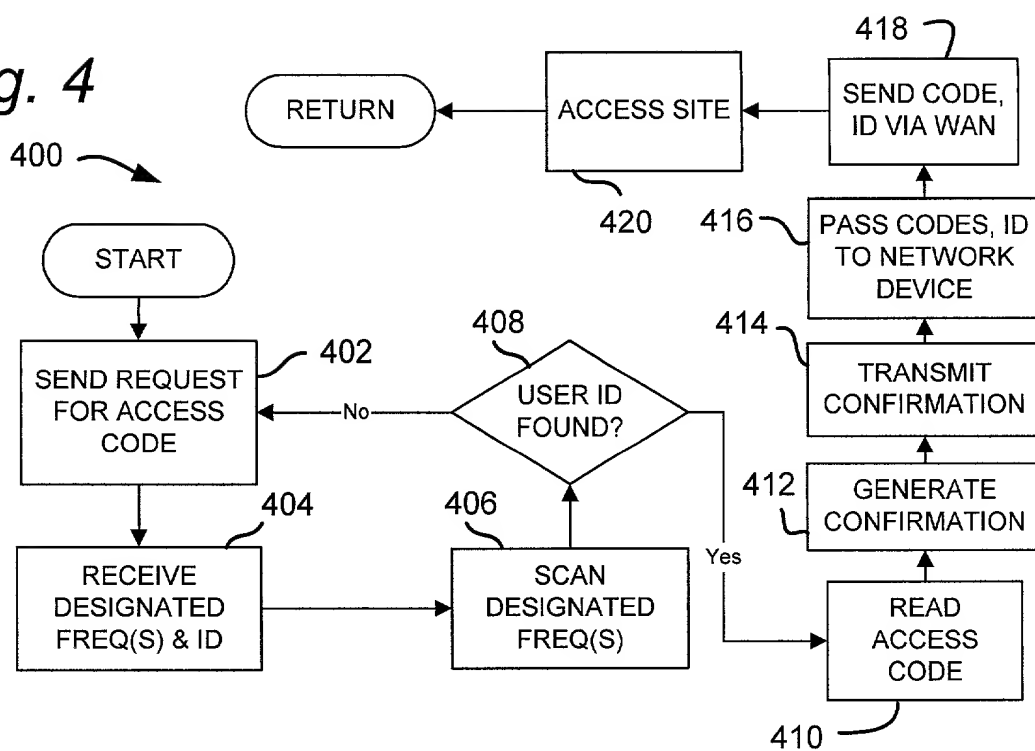 g. 4
400
START
402
SEND REQUEST
FOR ACCESS
CODE
404
RECEIVE
DESIGNATED
FREQ(S) & ID
406
SCAN
DESIGNATED
FREQ(S)
408
USER ID
FOUND?
No
Yes
410
READ
ACCESS
CODE
412
GENERATE
CONFIRMATION
414
TRANSMIT
CONFIRMATION
416
PASS CODES, ID
TO NETWORK
DEVICE
418
SEND CODE,
ID VIA WAN
420
ACCESS SITE
RETURN